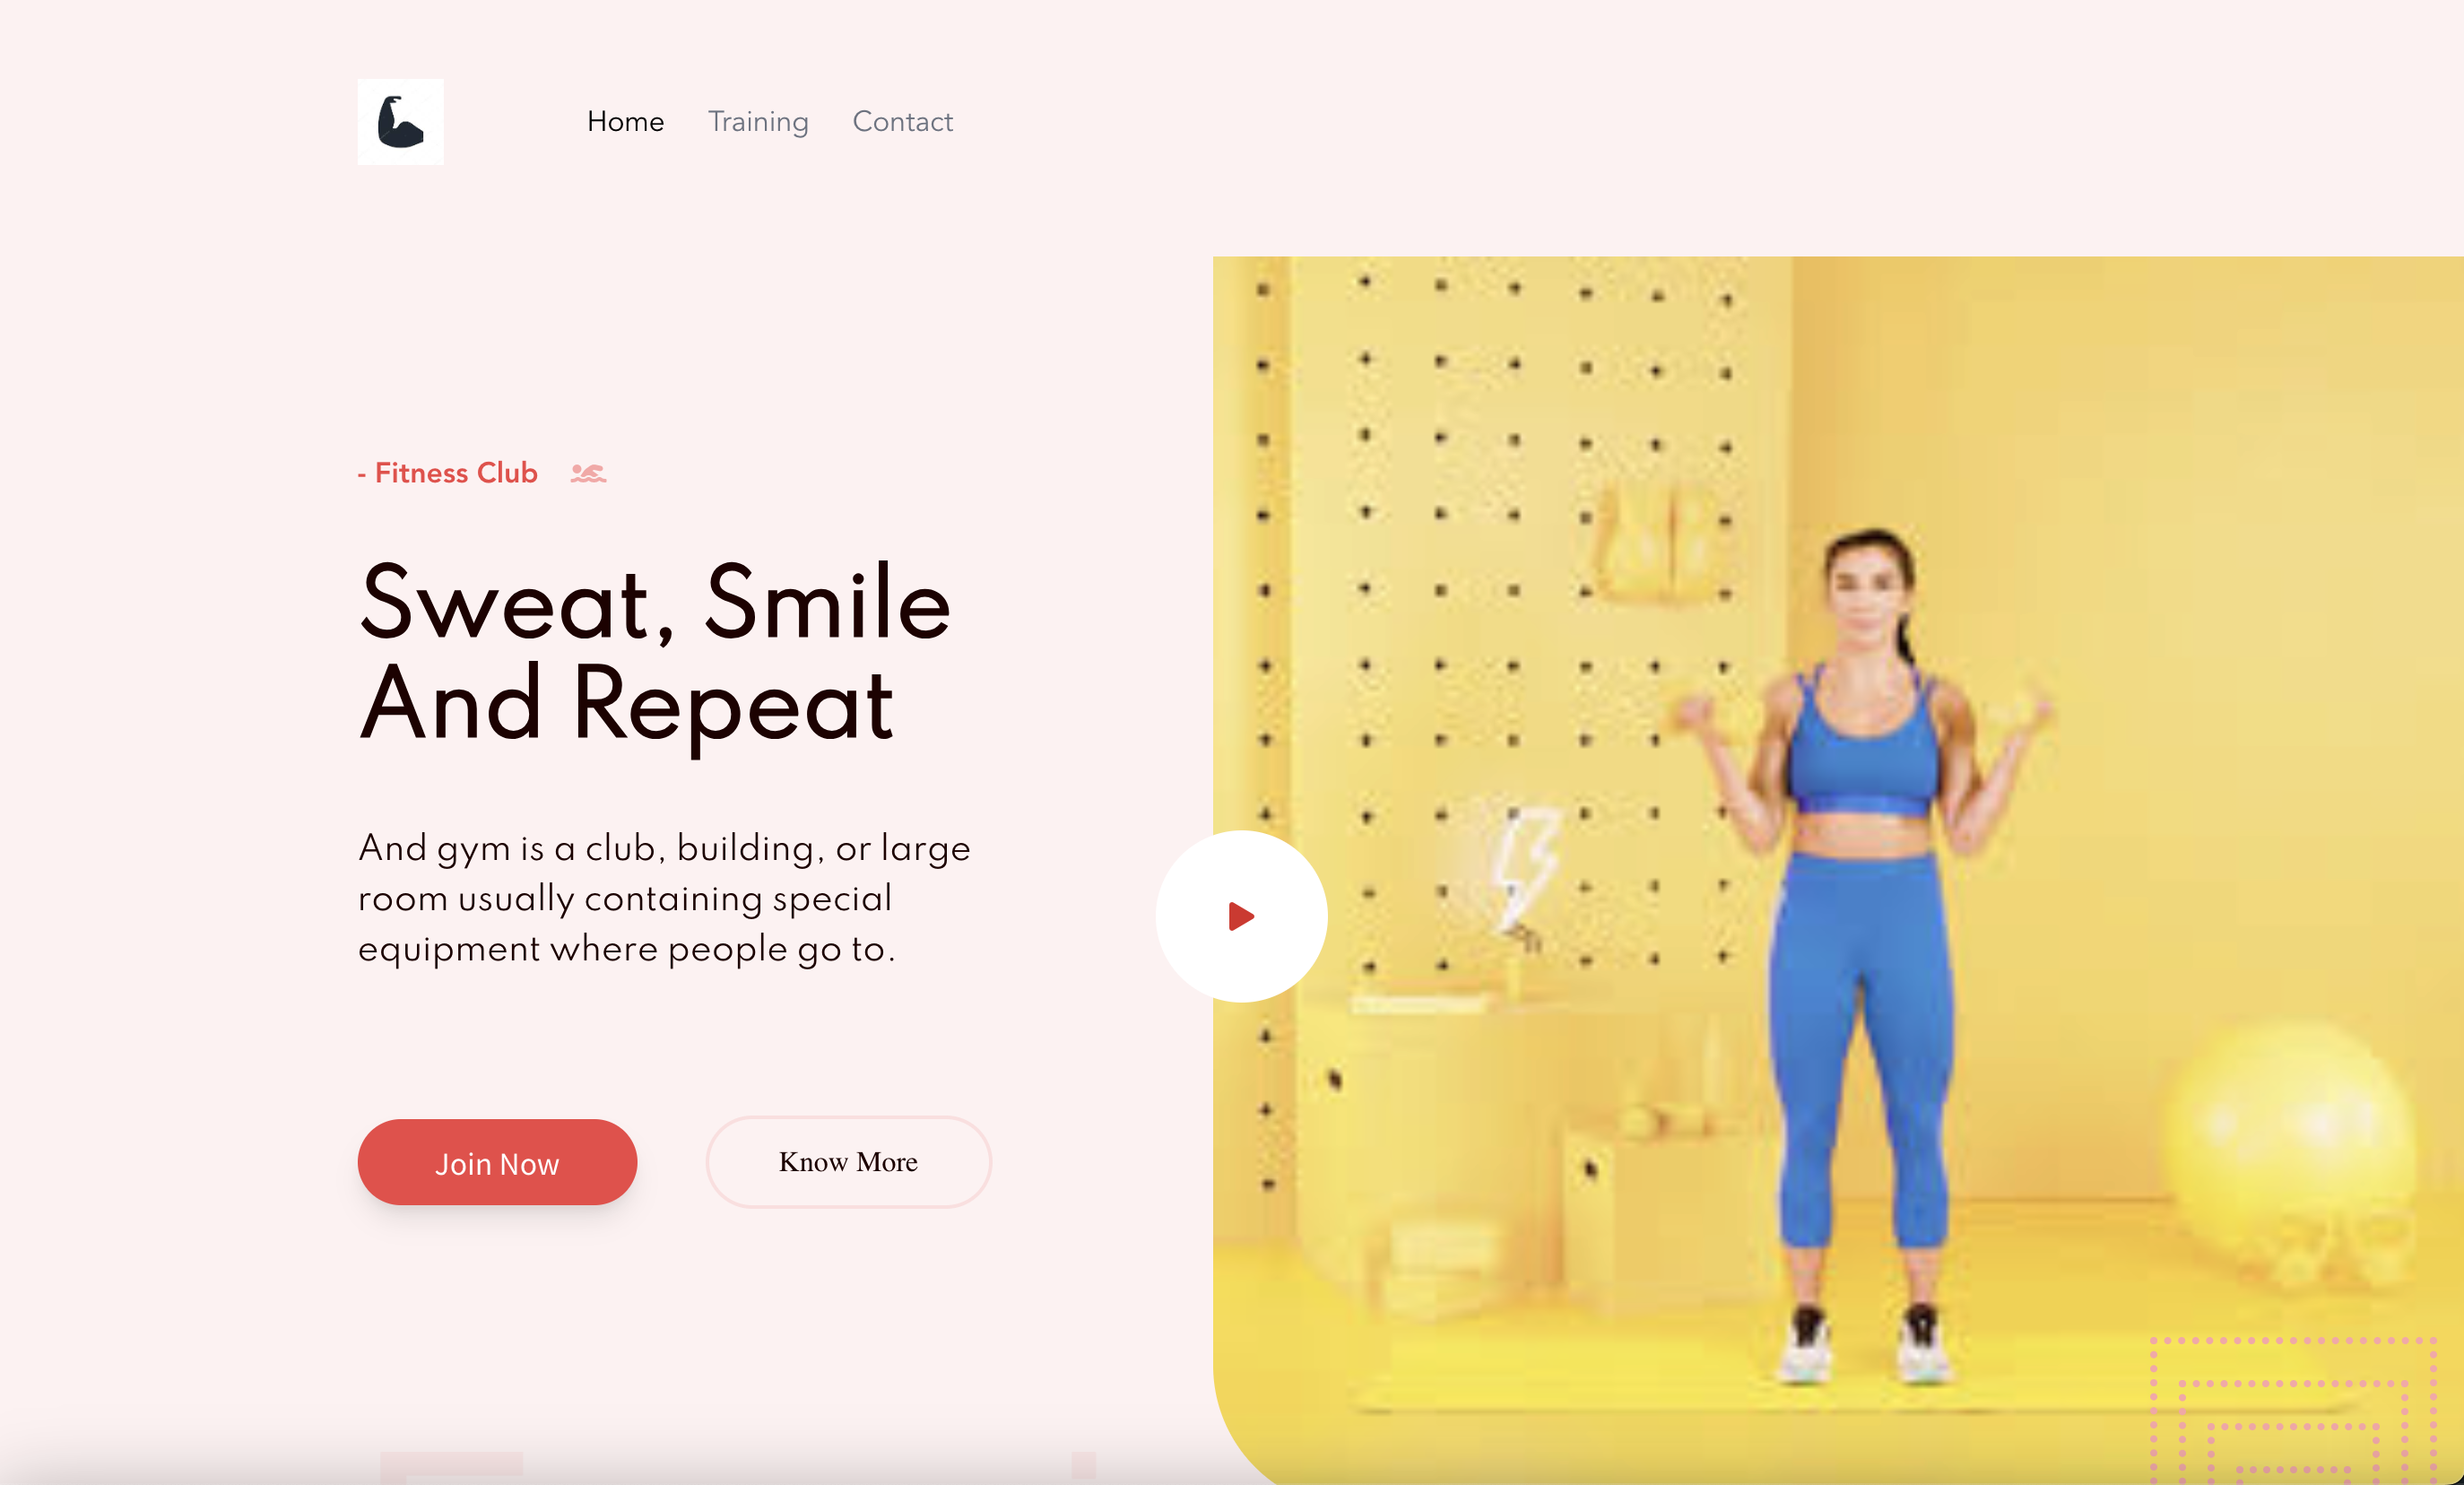 Home Training Contact
- Fitness Club
Sweat, Smile
And Repeat
And gym is a club, building, or large
room usually containing special
equipment where people go to.
Join Now Know More